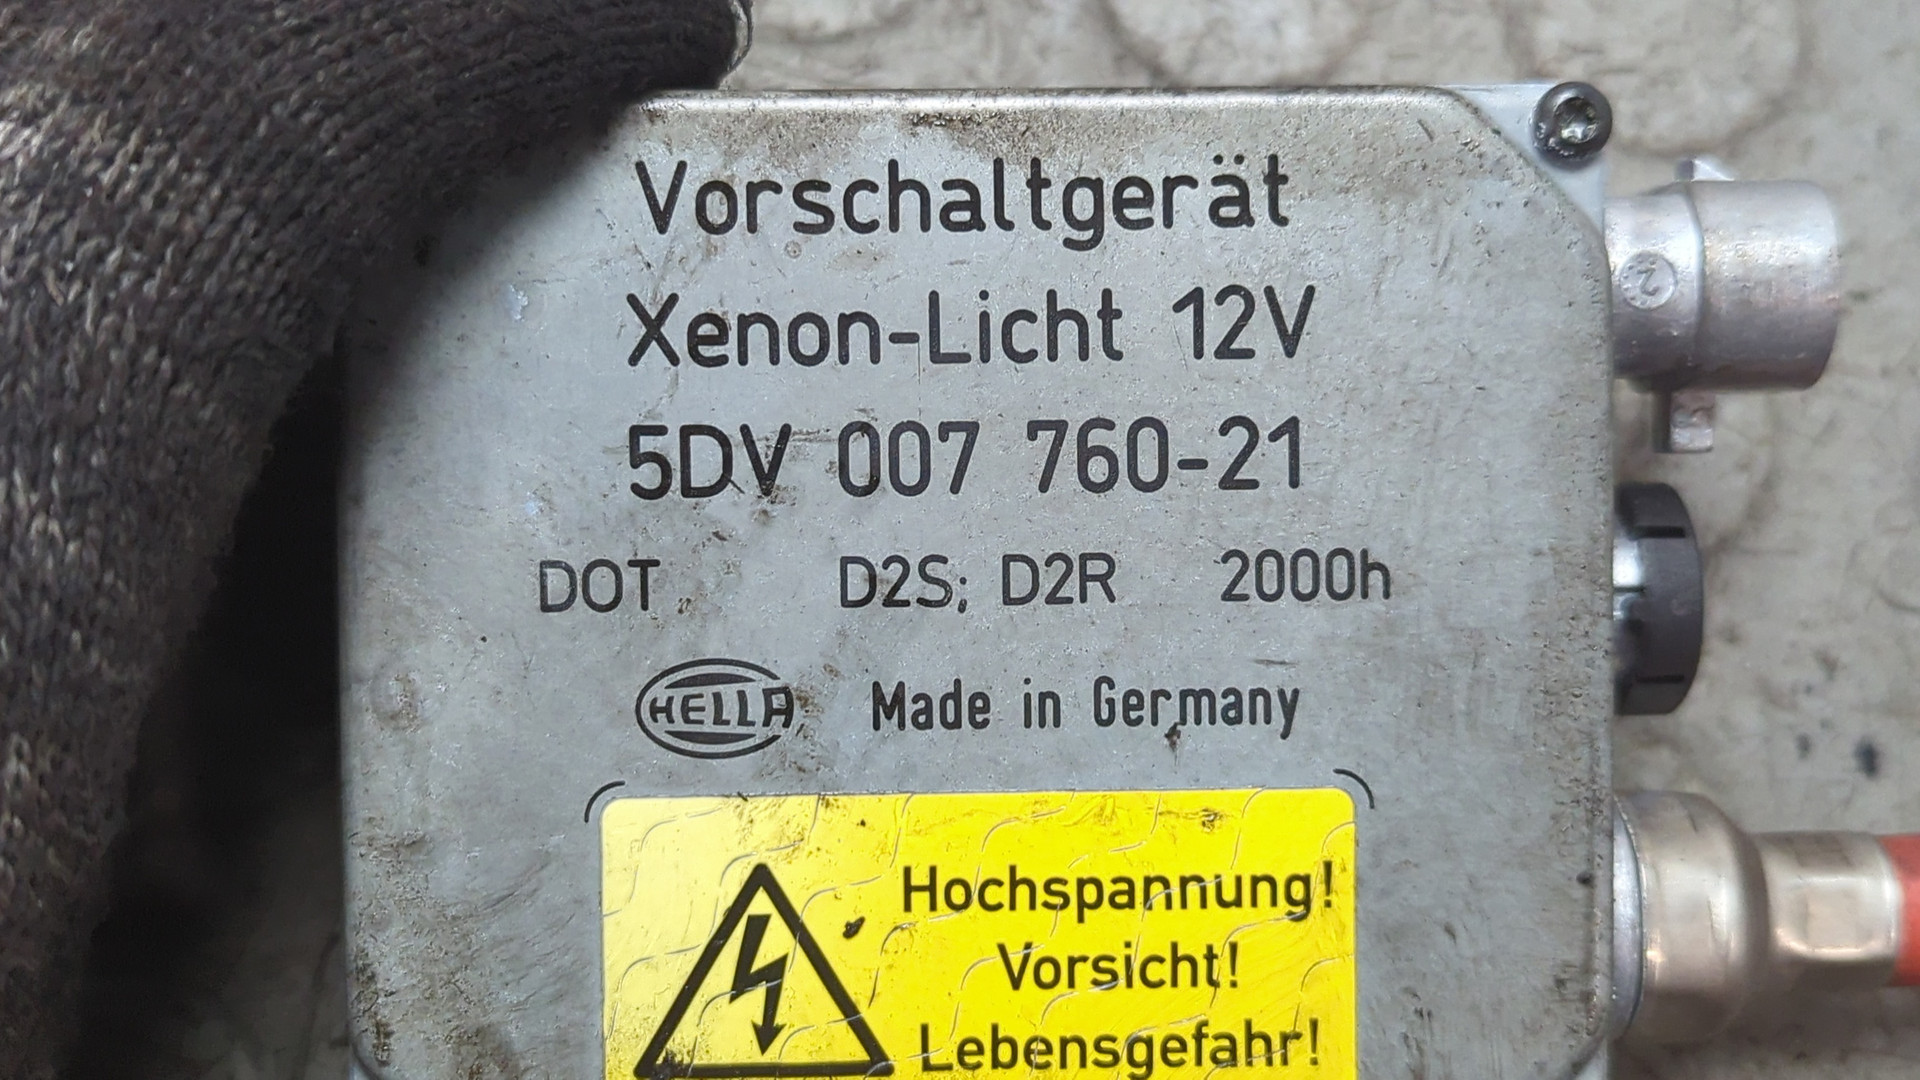 Vorschaltgerät
Xenon-Licht 12V
5DV 007 760-21
DOT D2S; D2R 2000h
HELLA Made in Germany
Hochspannung!
Vorsicht!
Lebensgefahr!
2